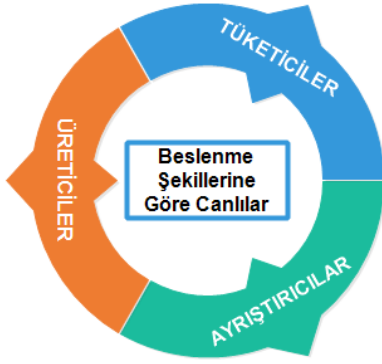 TÜKETİCİLER
ÜRETİCİLER
Beslenme
Şekillerine
Göre Canlılar
AYRIŞTIRICILAR